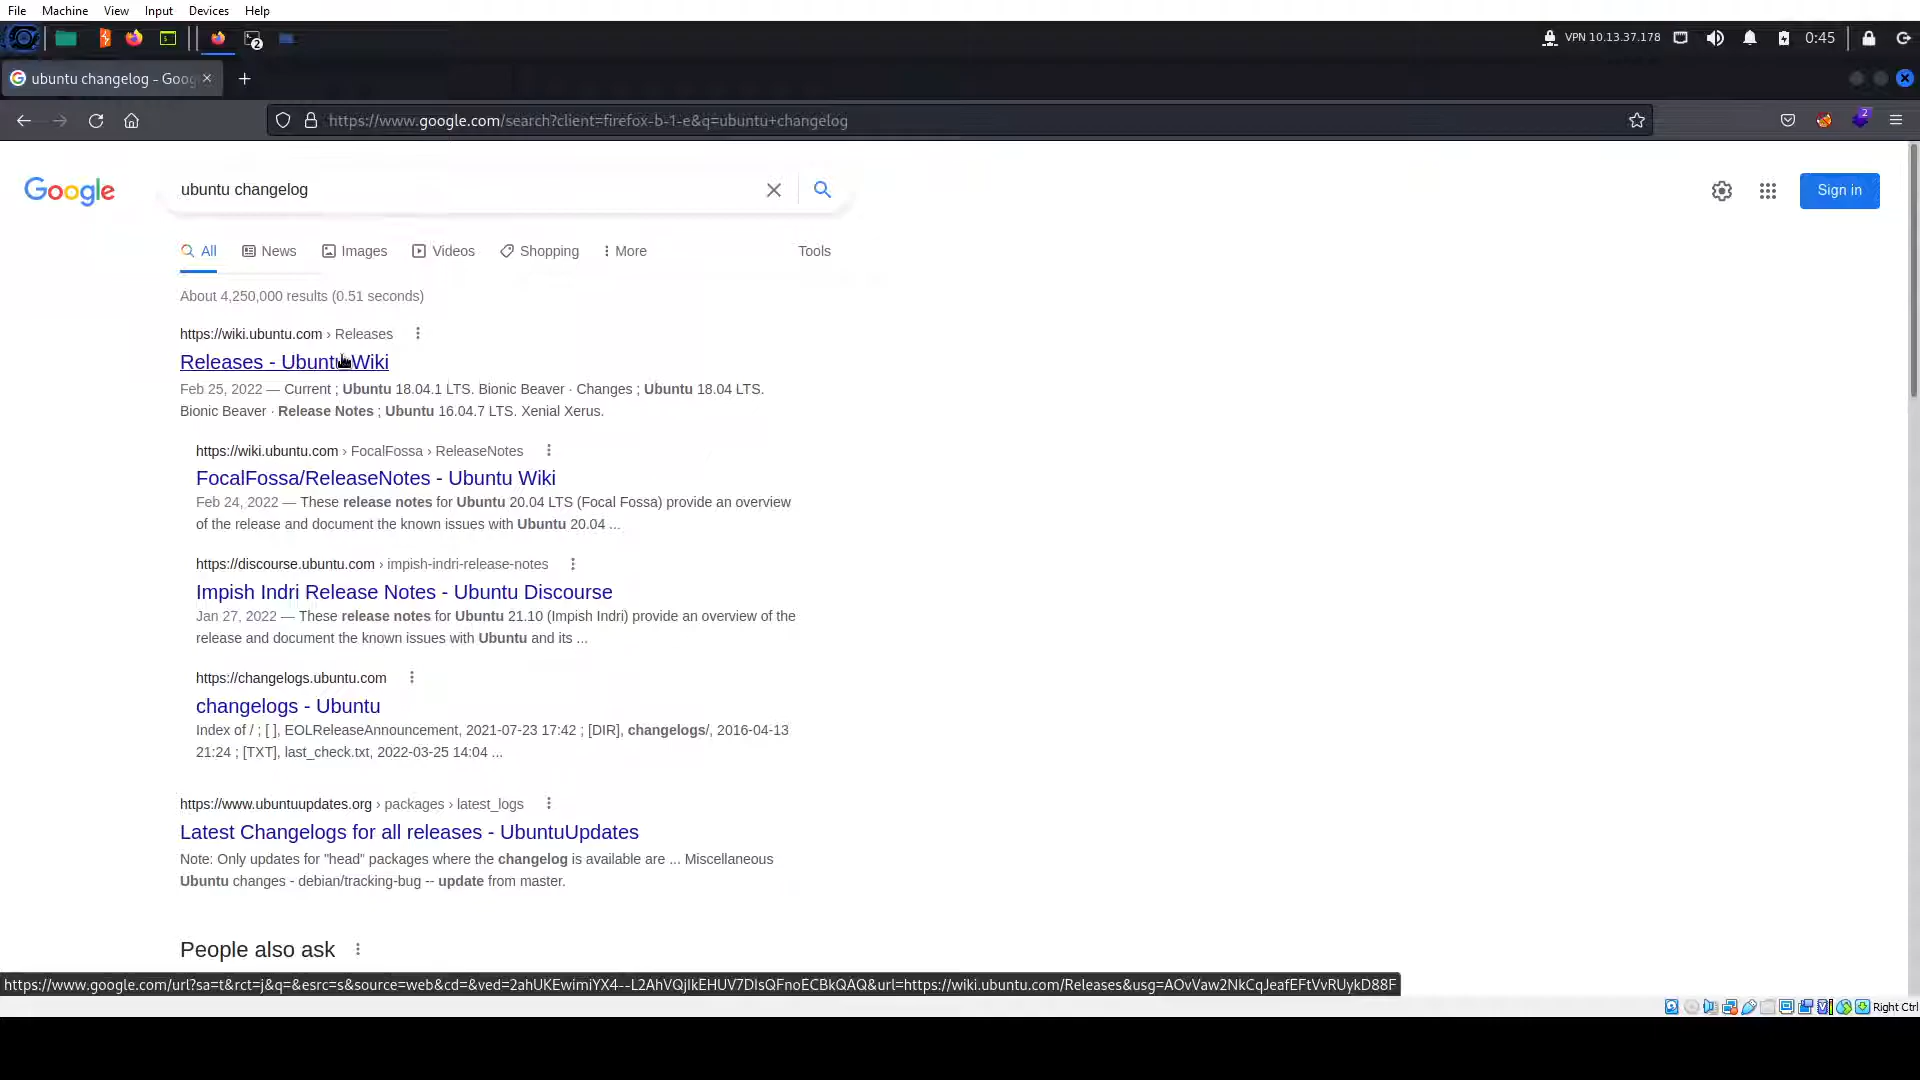 File Machine View Input Devices Help
2
VPN 10.13.37.178
0:45
ubuntu changelog - Goog
https://www.google.com/search?client=firefox-b-1-e&q=ubuntu+changelog
2
Google
ubuntu changelog
Sign in
All News Images Videos Shopping More Tools
About 4,250,000 results (0.51 seconds)
https://wiki.ubuntu.com › Releases
Releases - Ubuntu Wiki
Feb 25, 2022 — Current ; Ubuntu 18.04.1 LTS. Bionic Beaver · Changes ; Ubuntu 18.04 LTS.
Bionic Beaver · Release Notes ; Ubuntu 16.04.7 LTS. Xenial Xerus.
https://wiki.ubuntu.com › FocalFossa › ReleaseNotes
FocalFossa/ReleaseNotes - Ubuntu Wiki
Feb 24, 2022 — These release notes for Ubuntu 20.04 LTS (Focal Fossa) provide an overview
of the release and document the known issues with Ubuntu 20.04 ...
https://discourse.ubuntu.com › impish-indri-release-notes
Impish Indri Release Notes - Ubuntu Discourse
Jan 27, 2022 — These release notes for Ubuntu 21.10 (Impish Indri) provide an overview of the
release and document the known issues with Ubuntu and its ...
https://changelogs.ubuntu.com
changelogs - Ubuntu
Index of / ; [ ], EOLReleaseAnnouncement, 2021-07-23 17:42 ; [DIR], changelogs/, 2016-04-13
21:24 ; [TXT], last_check.txt, 2022-03-25 14:04 ...
https://www.ubuntuupdates.org › packages › latest_logs
Latest Changelogs for all releases - UbuntuUpdates
Note: Only updates for "head" packages where the changelog is available are ... Miscellaneous
Ubuntu changes - debian/tracking-bug -- update from master.
People also ask
https://www.google.com/url?sa=t&rct=j&q=&esrc=s&source=web&cd=&ved=2ahUKEwimiYX4--L2AhVQjIkEHUV7DIsQFnoECBkQAQ&url=https://wiki.ubuntu.com/Releases&usg=AOvVaw2NkCqJeafEFtVvRUykD88F
Right Ctrl